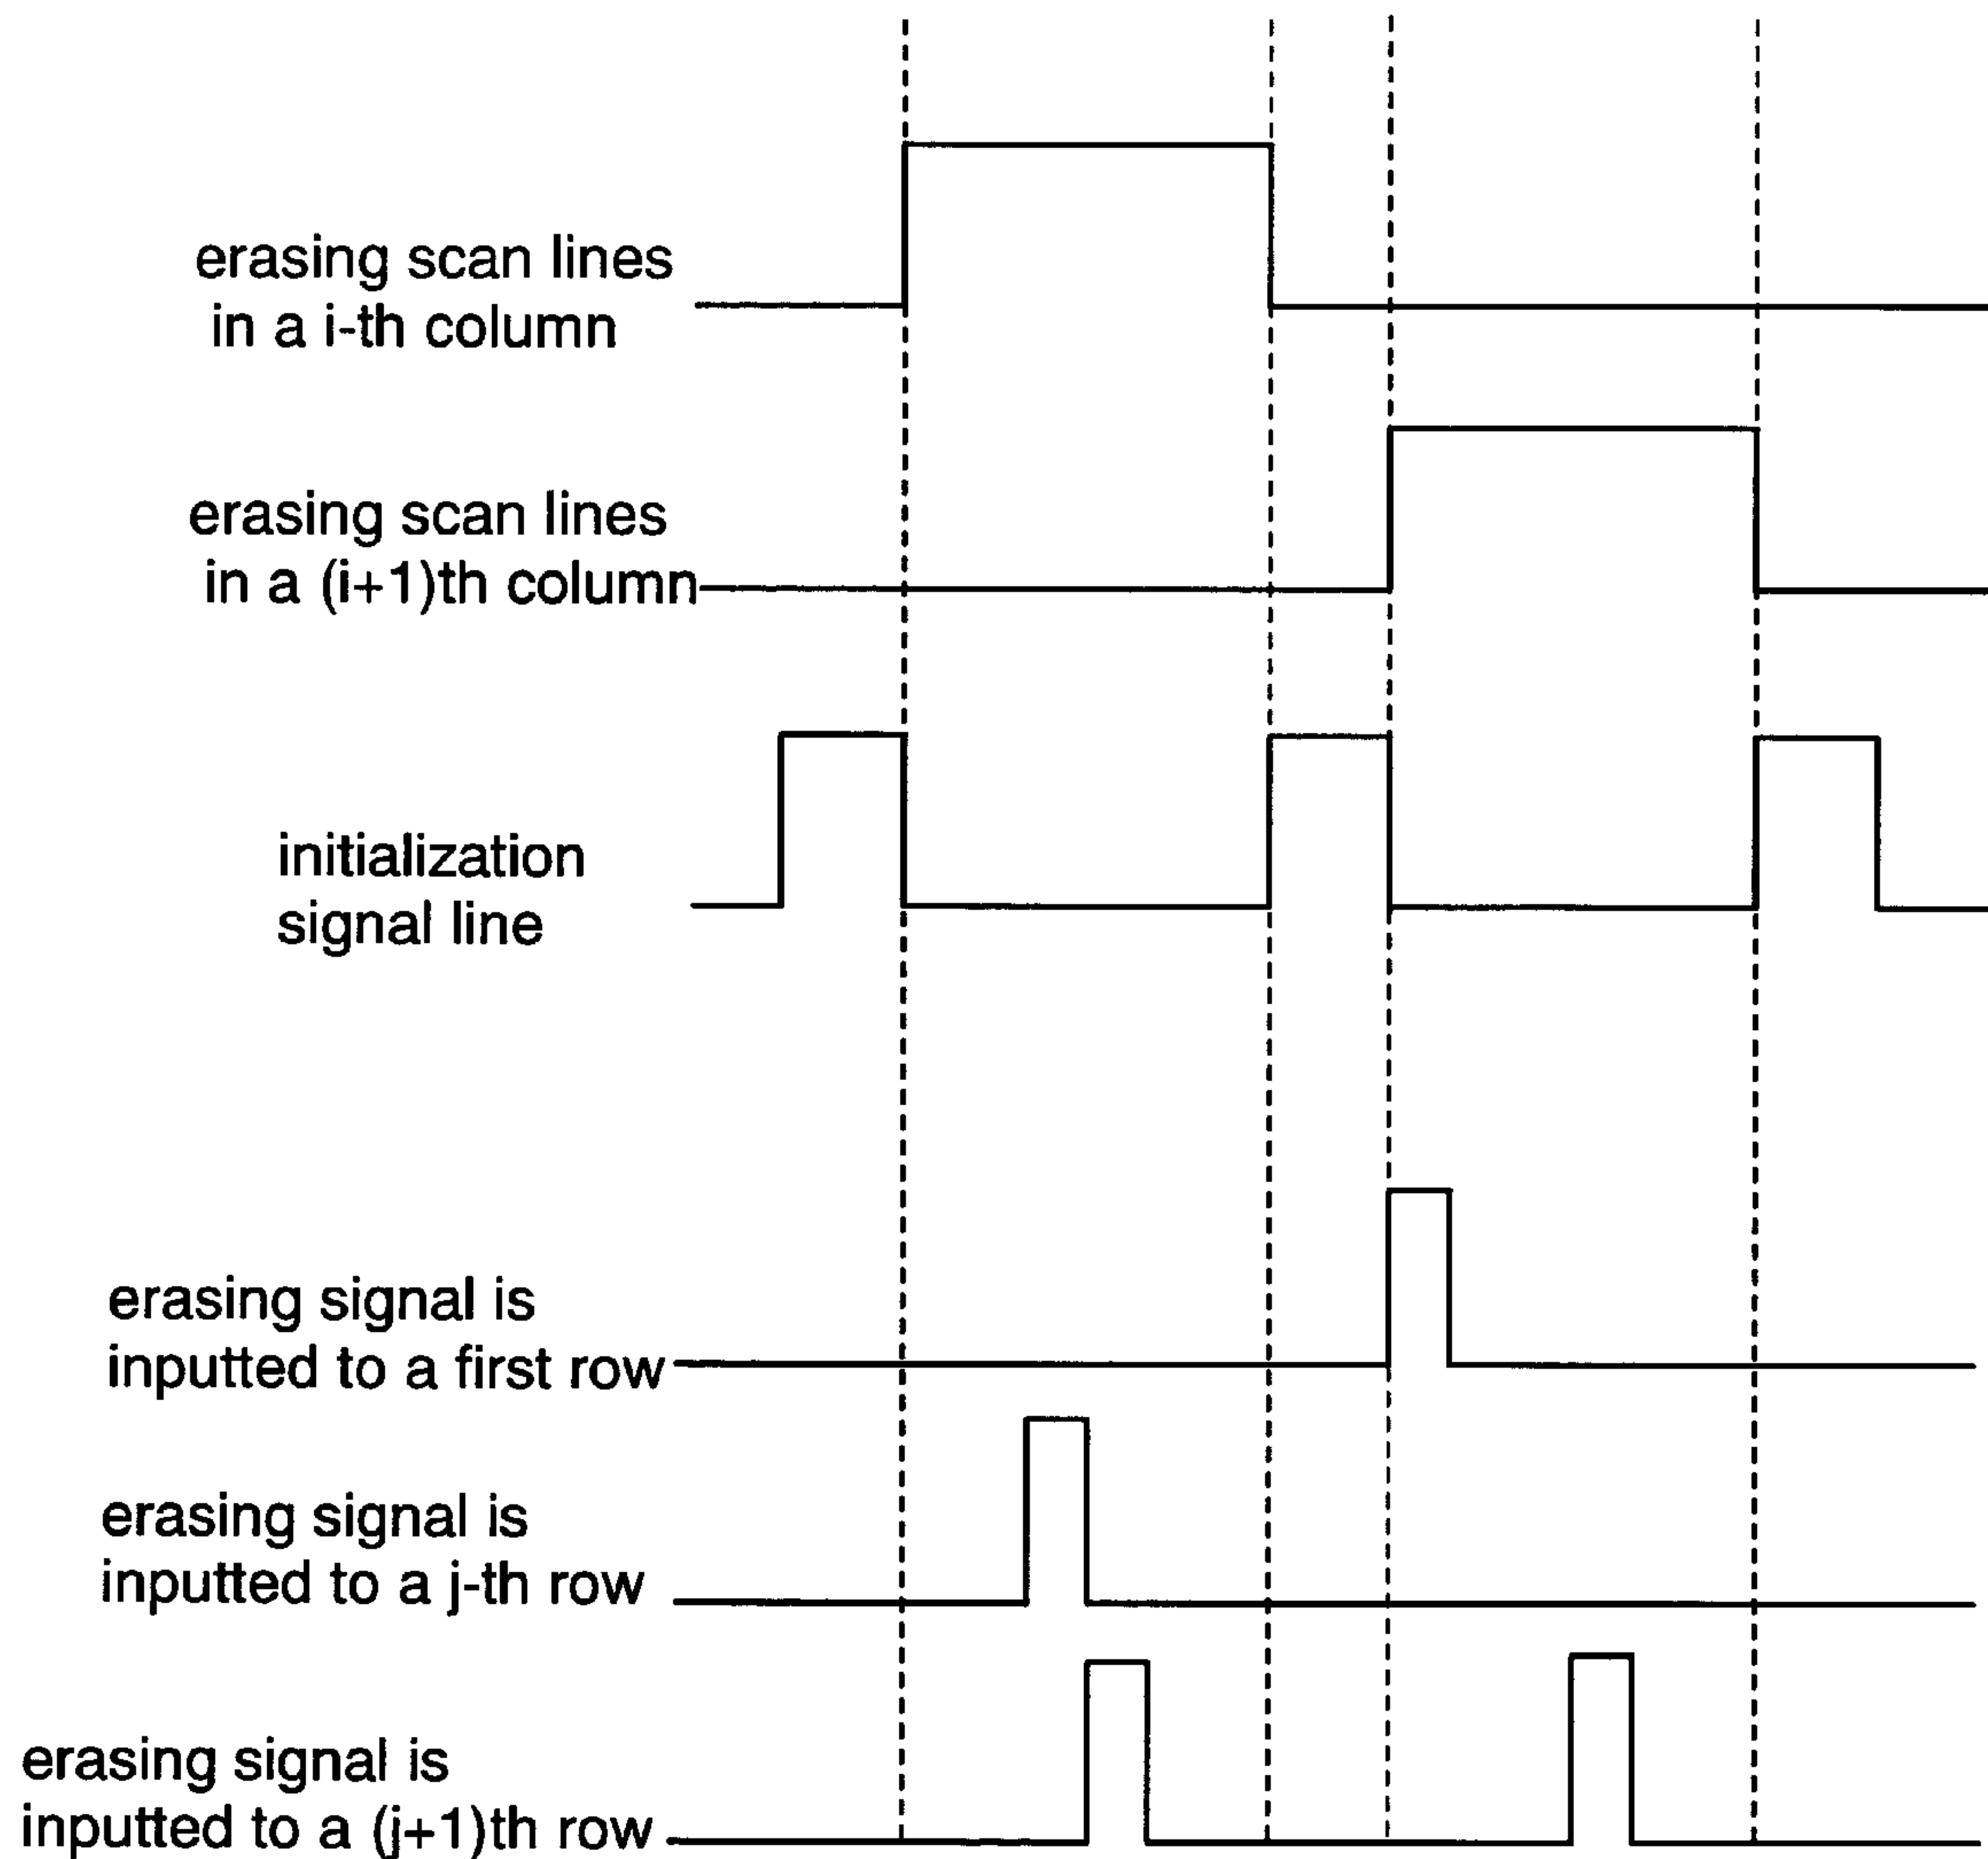 erasing scan lines
in a i-th column
erasing scan lines
in a (i+1)th column
initialization
signal line
erasing signal is
inputted to a first row
erasing signal is
inputted to a j-th row
erasing signal is
inputted to a (j+1)th row